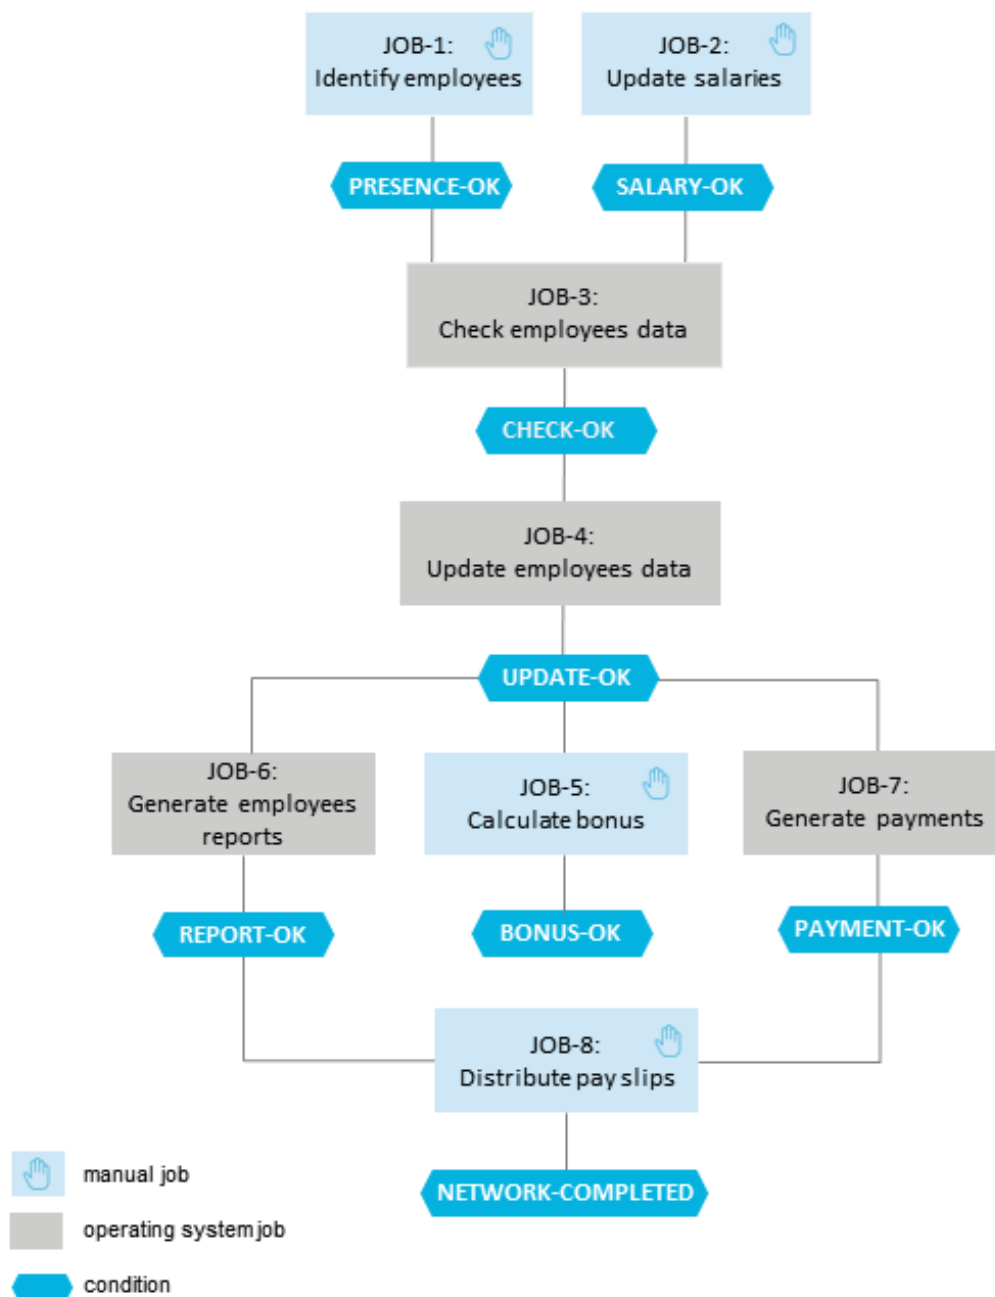 JOB-1:
Identify employees
JOB-2:
Update salaries
PRESENCE-OK
SALARY-OK
JOB-3:
Check employees data
CHECK-OK
JOB-4:
Update employees data
UPDATE-OK
JOB-6:
Generate employees
reports
JOB-5:
Calculate bonus
JOB-7:
Generate payments
REPORT-OK
BONUS-OK
PAYMENT-OK
JOB-8:
Distribute pay slips
NETWORK-COMPLETED
manual job
operating system job
condition